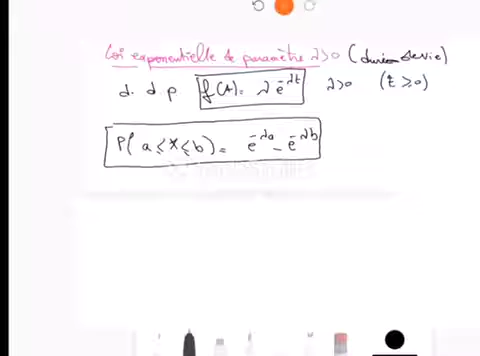 Loi exponentielle de paramètre λ>0 (durée de vie)
d. d. p f(t) = λ e^{-λt} λ>0 (t ≥ 0)
P( a ≤ X ≤ b) = e^{-λa} - e^{-λb}